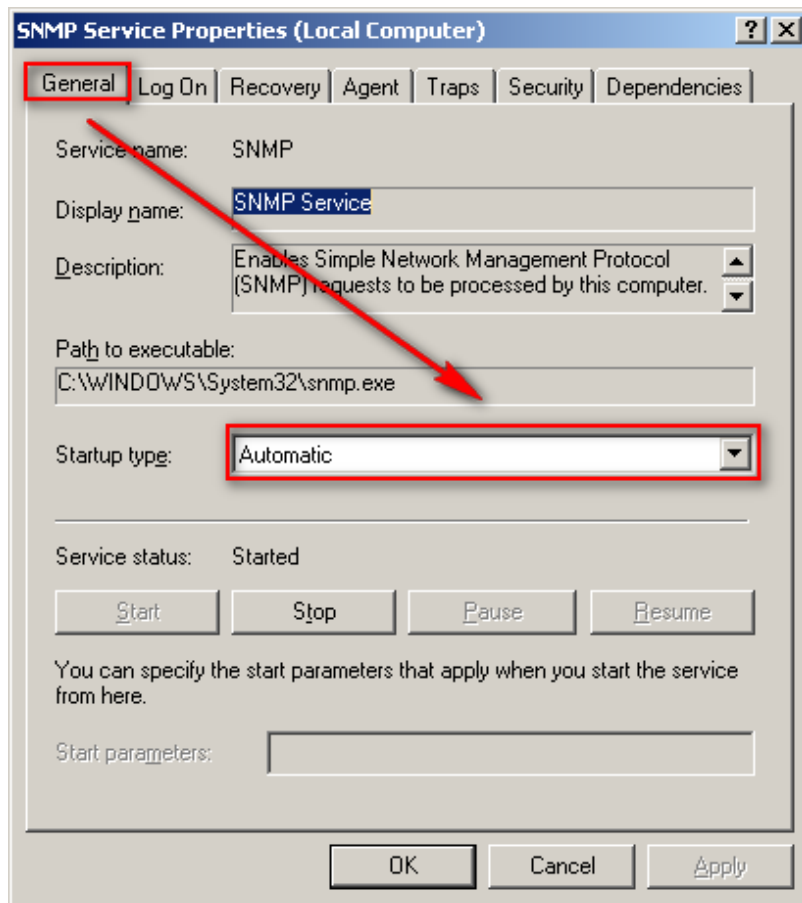 SNMP Service Properties (Local Computer)
General Log On Recovery Agent Traps Security Dependencies
Service name: SNMP
Display name: SNMP Service
Description: Enables Simple Network Management Protocol
(SNMP) requests to be processed by this computer.
Path to executable:
C:\WINDOWS\System32\snmp.exe
Startup type: Automatic
Service status: Started
Start Stop Pause Resume
You can specify the start parameters that apply when you start the service
from here.
Start parameters:
OK Cancel Apply